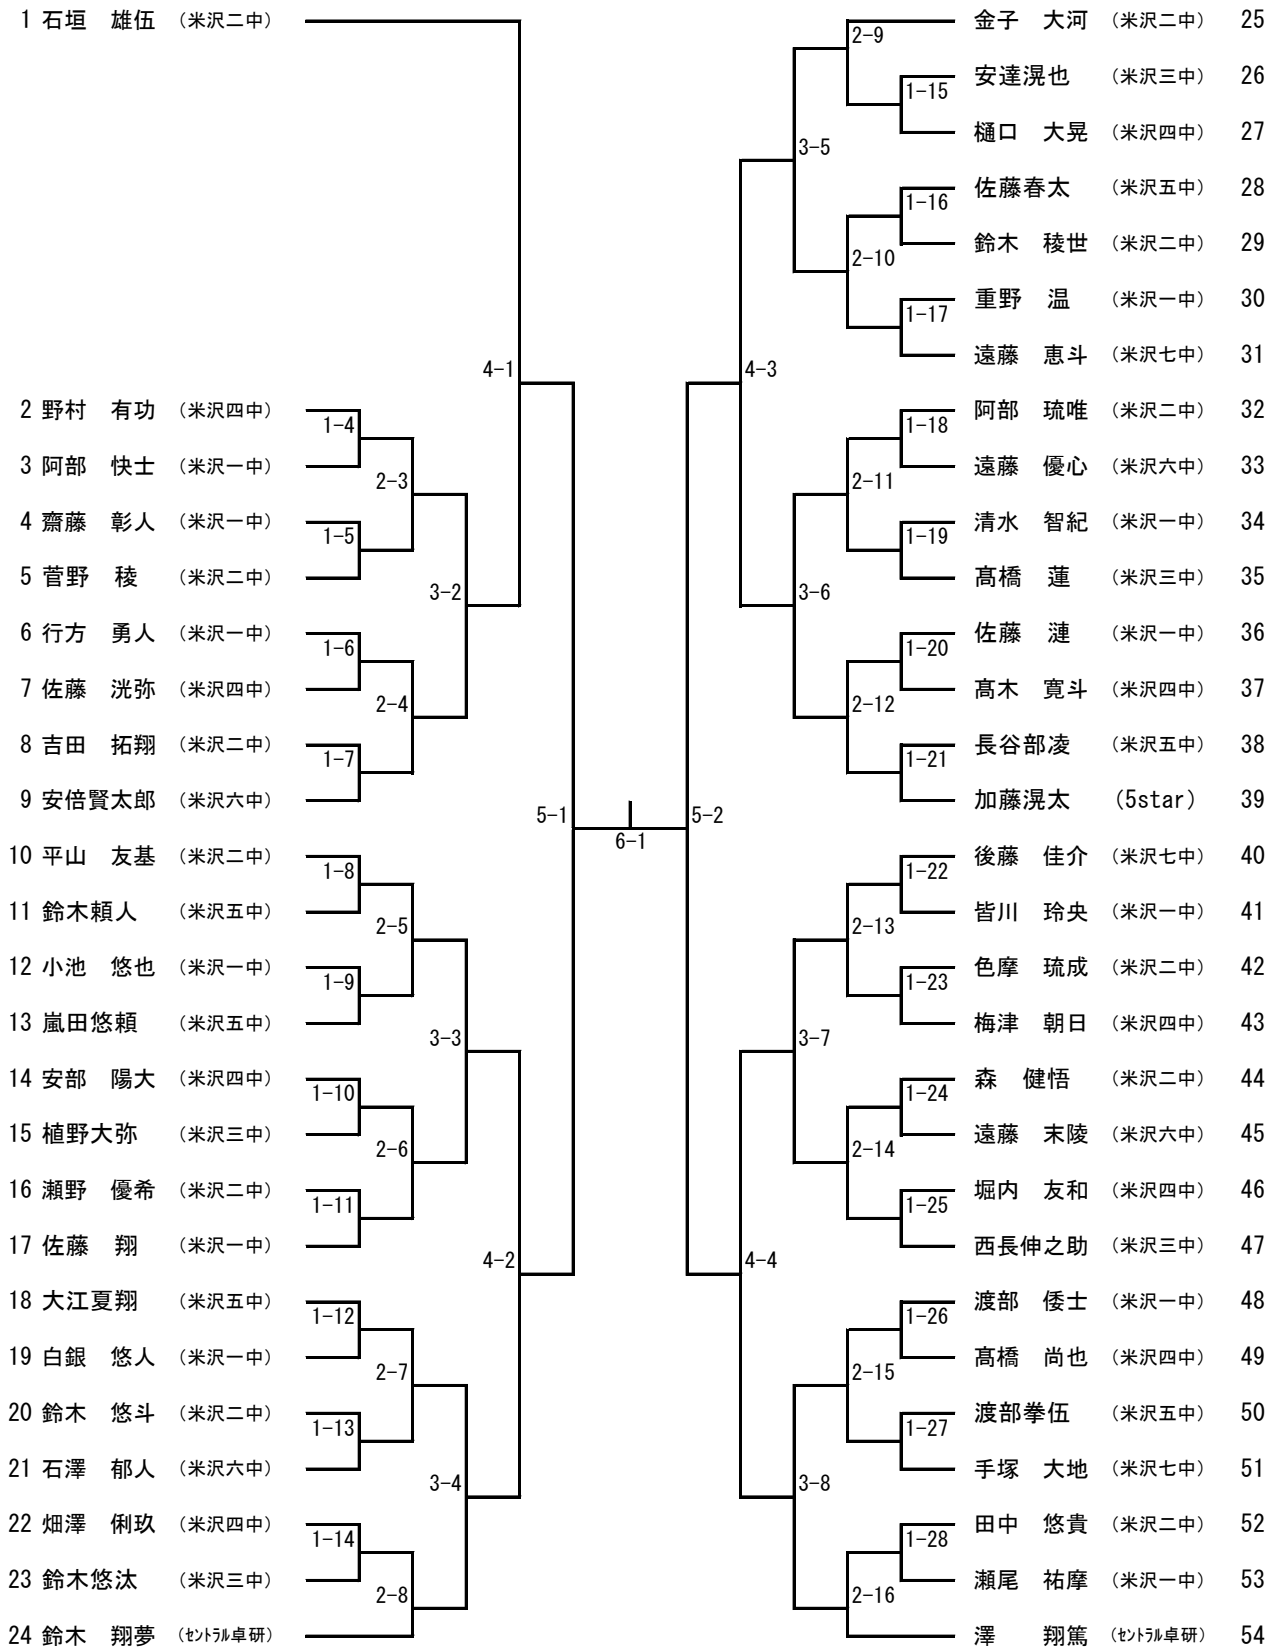 1 石垣　雄伍 （米沢二中）
2 野村　有功 （米沢四中）
3 阿部　快士 （米沢一中）
4 齋藤　彰人 （米沢一中）
5 菅野　稜 （米沢二中）
6 行方　勇人 （米沢一中）
7 佐藤　洸弥 （米沢四中）
8 吉田　拓翔 （米沢二中）
9 安倍賢太郎 （米沢六中）
10 平山　友基 （米沢二中）
11 鈴木頼人 （米沢五中）
12 小池　悠也 （米沢一中）
13 嵐田悠頼 （米沢五中）
14 安部　陽大 （米沢四中）
15 植野大弥 （米沢三中）
16 瀬野　優希 （米沢二中）
17 佐藤　翔 （米沢一中）
18 大江夏翔 （米沢五中）
19 白銀　悠人 （米沢一中）
20 鈴木　悠斗 （米沢二中）
21 石澤　郁人 （米沢六中）
22 畑澤　俐玖 （米沢四中）
23 鈴木悠汰 （米沢三中）
24 鈴木　翔夢 （ｾﾝﾄﾗﾙ卓研）
1-4
1-5
1-6
1-7
1-8
1-9
1-10
1-11
1-12
1-13
1-14
2-3
2-4
2-5
2-6
2-7
2-8
3-2
3-3
3-4
4-1
4-2
5-1
6-1
5-2
4-3
4-4
3-5
3-6
3-7
3-8
2-9
2-10
2-11
2-12
2-13
2-14
2-15
2-16
1-15
1-16
1-17
1-18
1-19
1-20
1-21
1-22
1-23
1-24
1-25
1-26
1-27
1-28
金子　大河 （米沢二中） 25
安達滉也 （米沢三中） 26
樋口　大晃 （米沢四中） 27
佐藤春太 （米沢五中） 28
鈴木　稜世 （米沢二中） 29
重野　温 （米沢一中） 30
遠藤　恵斗 （米沢七中） 31
阿部　琉唯 （米沢二中） 32
遠藤　優心 （米沢六中） 33
清水　智紀 （米沢一中） 34
髙橋　蓮 （米沢三中） 35
佐藤　漣 （米沢一中） 36
髙木　寛斗 （米沢四中） 37
長谷部凌 （米沢五中） 38
加藤滉太 （5star） 39
後藤　佳介 （米沢七中） 40
皆川　玲央 （米沢一中） 41
色摩　琉成 （米沢二中） 42
梅津　朝日 （米沢四中） 43
森　健悟 （米沢二中） 44
遠藤　末陵 （米沢六中） 45
堀内　友和 （米沢四中） 46
西長伸之助 （米沢三中） 47
渡部　倭士 （米沢一中） 48
髙橋　尚也 （米沢四中） 49
渡部拳伍 （米沢五中） 50
手塚　大地 （米沢七中） 51
田中　悠貴 （米沢二中） 52
瀬尾　祐摩 （米沢一中） 53
澤　　翔篤 （ｾﾝﾄﾗﾙ卓研） 54